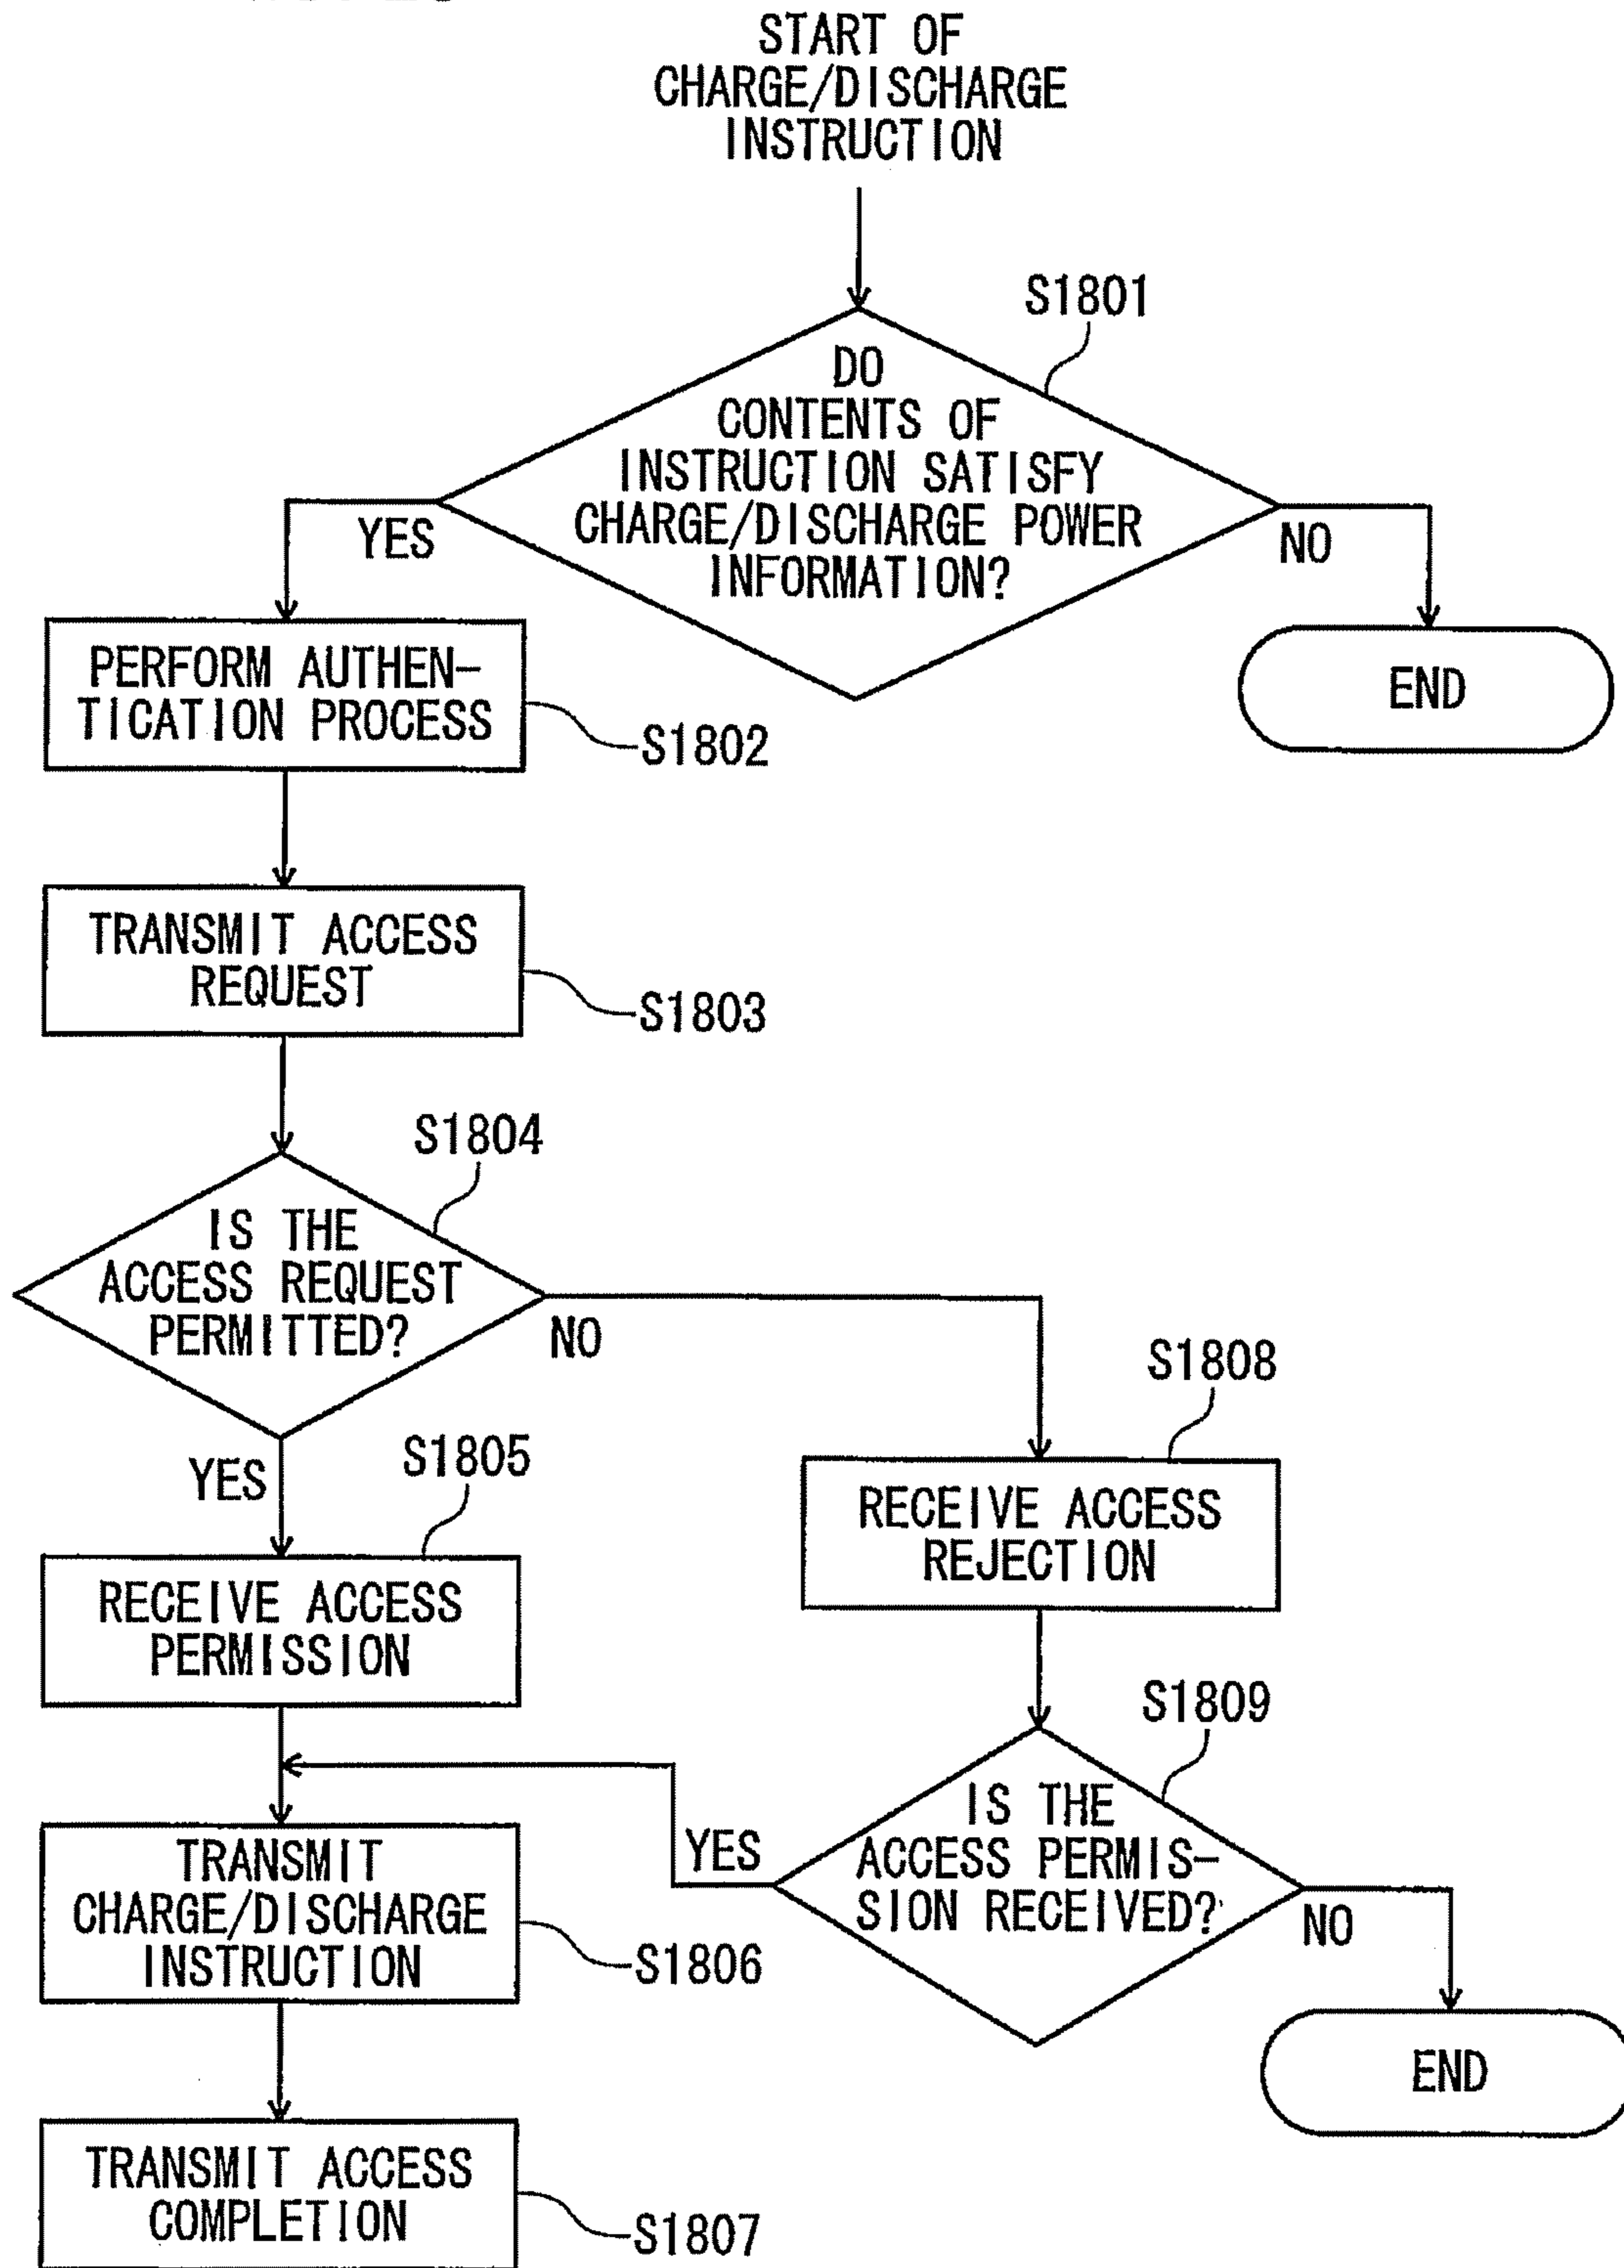 START OF
CHARGE/DISCHARGE
INSTRUCTION
S1801
DO
CONTENTS OF
INSTRUCTION SATISFY
CHARGE/DISCHARGE POWER
INFORMATION?
YES
NO
END
PERFORM AUTHEN-
TICATION PROCESS
S1802
TRANSMIT ACCESS
REQUEST
S1803
S1804
IS THE
ACCESS REQUEST
PERMITTED?
NO
YES
S1805
RECEIVE ACCESS
PERMISSION
S1808
RECEIVE ACCESS
REJECTION
S1809
IS THE
ACCESS PERMIS-
SION RECEIVED?
YES
NO
END
TRANSMIT
CHARGE/DISCHARGE
INSTRUCTION
S1806
TRANSMIT ACCESS
COMPLETION
S1807